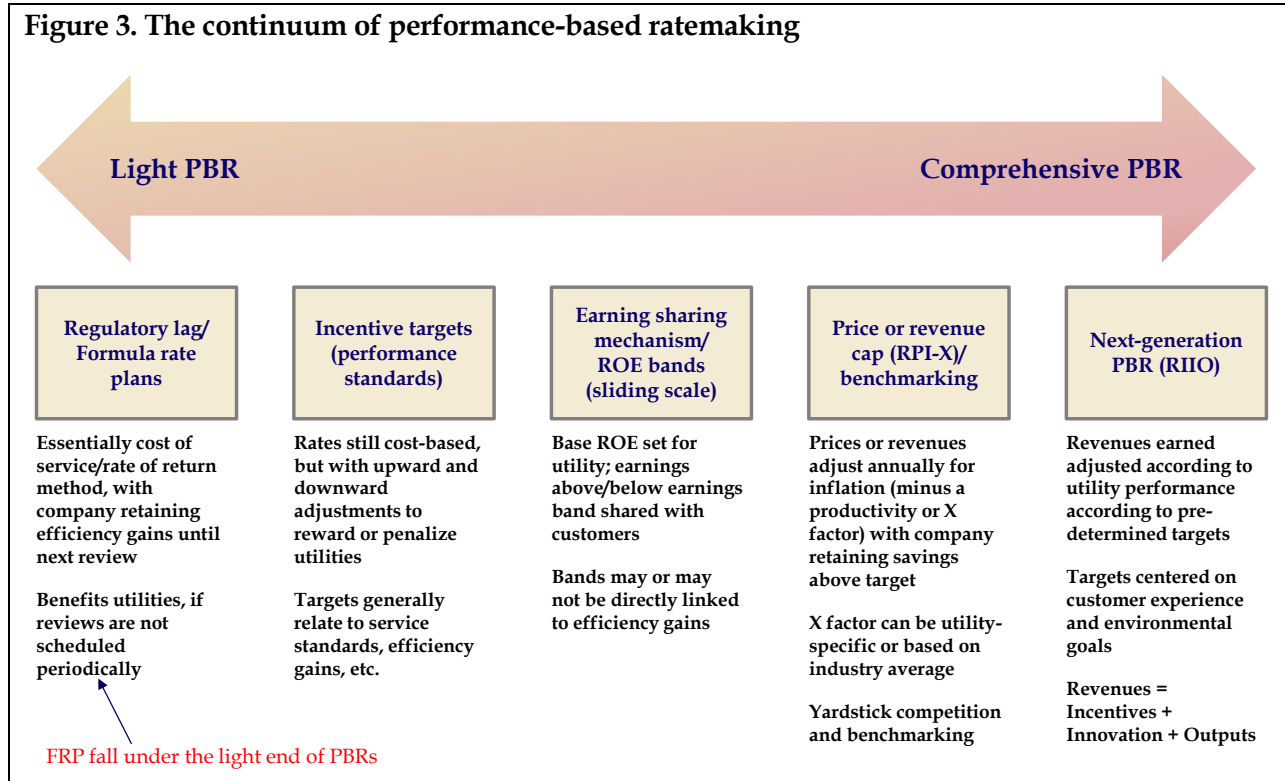 Figure 3. The continuum of performance-based ratemaking
Light PBR
Comprehensive PBR
Regulatory lag/
Formula rate
plans
Essentially cost of
service/rate of return
method, with
company retaining
efficiency gains until
next review
Benefits utilities, if
reviews are not
scheduled
periodically
FRP fall under the light end of PBRs
Incentive targets
(performance
standards)
Rates still cost-based,
but with upward and
downward
adjustments to
reward or penalize
utilities
Targets generally
relate to service
standards, efficiency
gains, etc.
Earning sharing
mechanism/
ROE bands
(sliding scale)
Base ROE set for
utility; earnings
above/below earnings
band shared with
customers
Bands may or may
not be directly linked
to efficiency gains
Price or revenue
cap (RPI-X)/
benchmarking
Prices or revenues
adjust annually for
inflation (minus a
productivity or X
factor) with company
retaining savings
above target
X factor can be utility-
specific or based on
industry average
Yardstick competition
and benchmarking
Next-generation
PBR (RIIO)
Revenues earned
adjusted according to
utility performance
according to pre-
determined targets
Targets centered on
customer experience
and environmental
goals
Revenues =
Incentives +
Innovation + Outputs